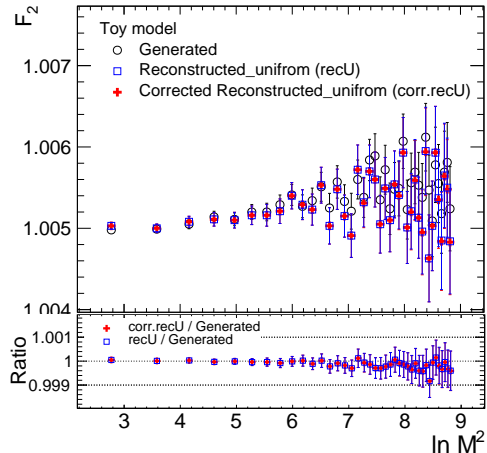 F2
Toy model
Generated
Reconstructed_unifrom (recU)
Corrected Reconstructed_unifrom (corr.recU)
1.007
1.006
1.005
1.004
corr.recU / Generated
recU / Generated
Ratio
1.001
1
0.999
3 4 5 6 7 8 9
ln M²